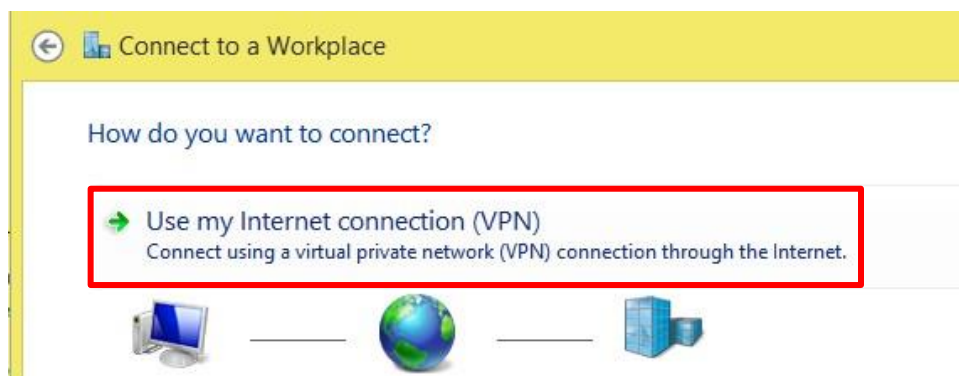 Connect to a Workplace
How do you want to connect?
Use my Internet connection (VPN)
Connect using a virtual private network (VPN) connection through the Internet.